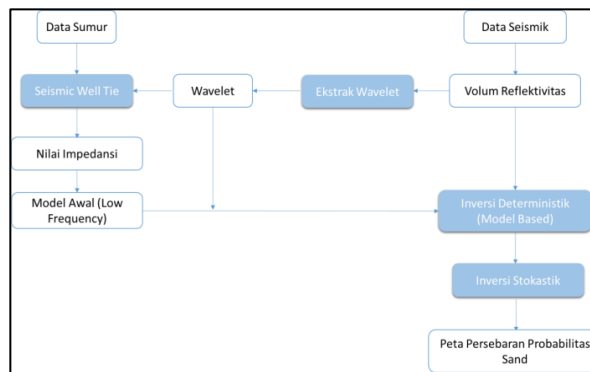 Data Sumur
Data Seismik
Seismic Well Tie
Wavelet
Ekstrak Wavelet
Volum Reflektivitas
Nilai Impedansi
Model Awal (Low
Frequency)
Inversi Deterministik
(Model Based)
Inversi Stokastik
Peta Persebaran Probabilitas
Sand